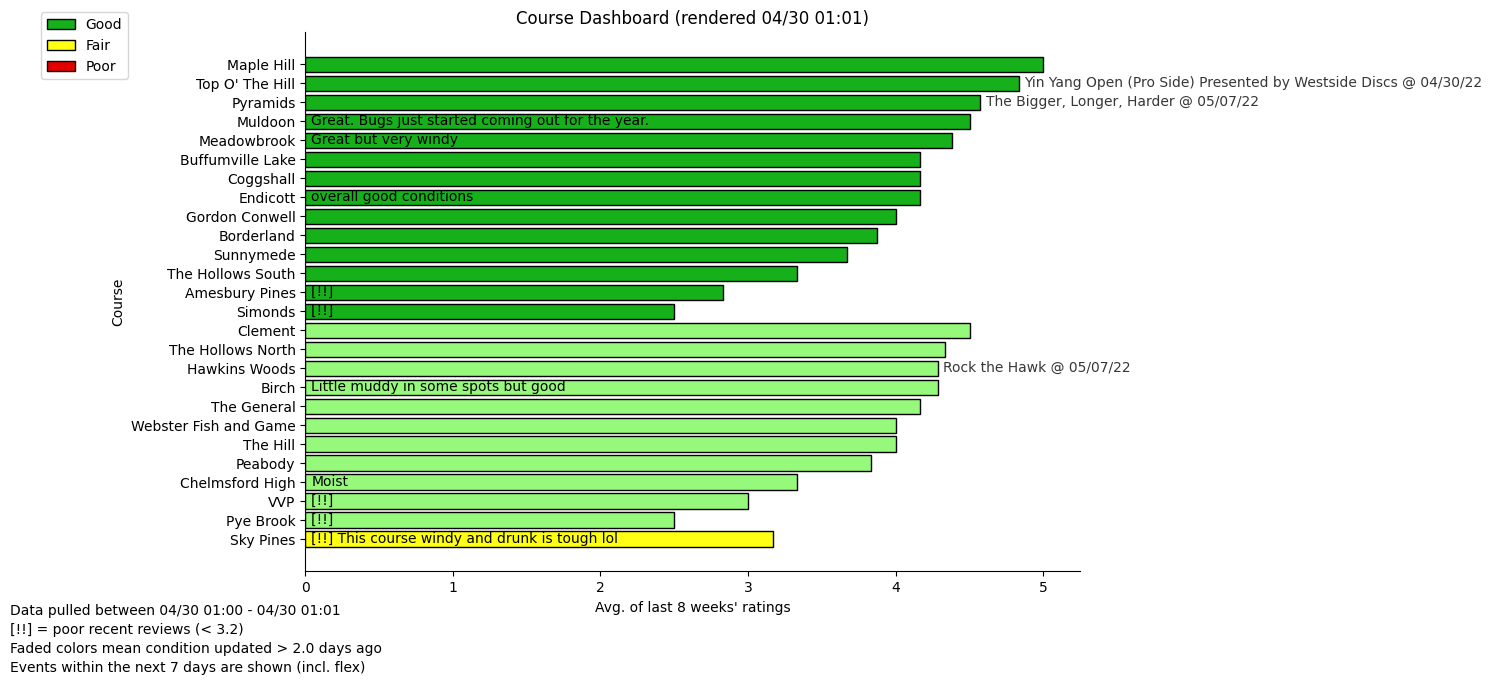 Course Dashboard (rendered 04/30 01:01)
Good
Fair
Poor
Course
Maple Hill
Top O' The Hill
Yin Yang Open (Pro Side) Presented by Westside Discs @ 04/30/22
Pyramids
The Bigger, Longer, Harder @ 05/07/22
Muldoon
Great. Bugs just started coming out for the year.
Meadowbrook
Great but very windy
Buffumville Lake
Coggshall
Endicott
overall good conditions
Gordon Conwell
Borderland
Sunnymede
The Hollows South
Amesbury Pines
[!!]
Simonds
[!!]
Clement
The Hollows North
Hawkins Woods
Rock the Hawk @ 05/07/22
Birch
Little muddy in some spots but good
The General
Webster Fish and Game
The Hill
Peabody
Chelmsford High
Moist
VVP
[!!]
Pye Brook
[!!]
Sky Pines
[!!] This course windy and drunk is tough lol
0 1 2 3 4 5
Avg. of last 8 weeks' ratings
Data pulled between 04/30 01:00 - 04/30 01:01
[!!] = poor recent reviews (< 3.2)
Faded colors mean condition updated > 2.0 days ago
Events within the next 7 days are shown (incl. flex)